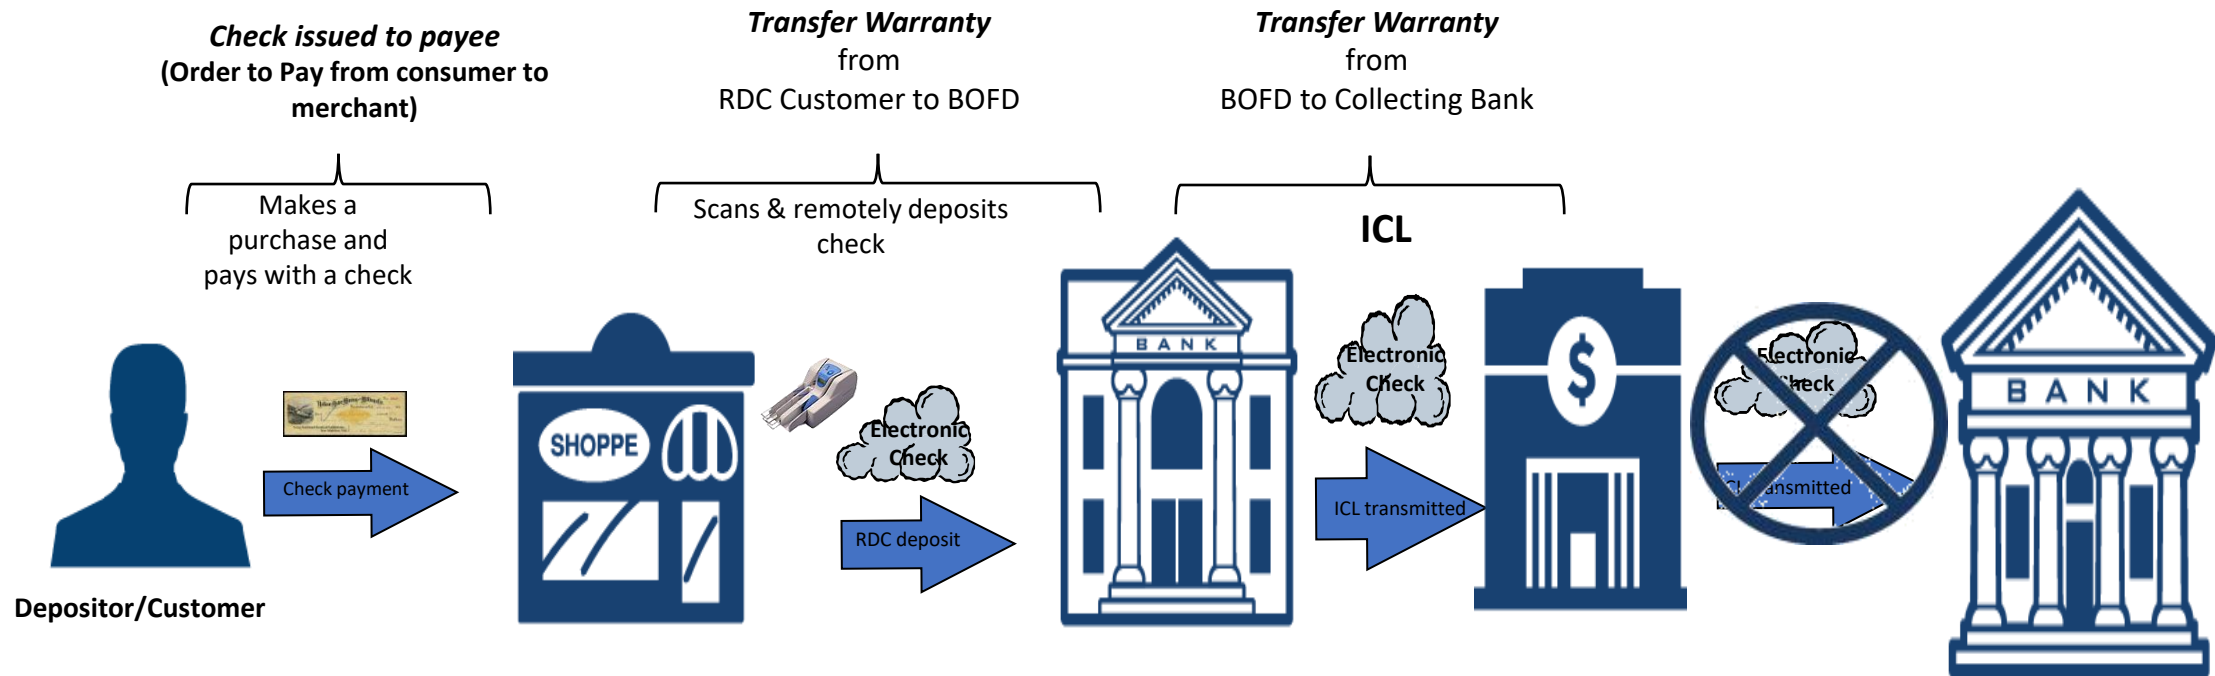 Check issued to payee
(Order to Pay from consumer to
merchant)
Transfer Warranty
from
RDC Customer to BOFD
Transfer Warranty
from
BOFD to Collecting Bank
Makes a
purchase and
pays with a check
Scans & remotely deposits
check
ICL
Check payment
Depositor/Customer
SHOPPE
Electronic
Check
RDC deposit
BANK
Electronic
Check
ICL transmitted
$
Electronic
Check
ICL transmitted
BANK